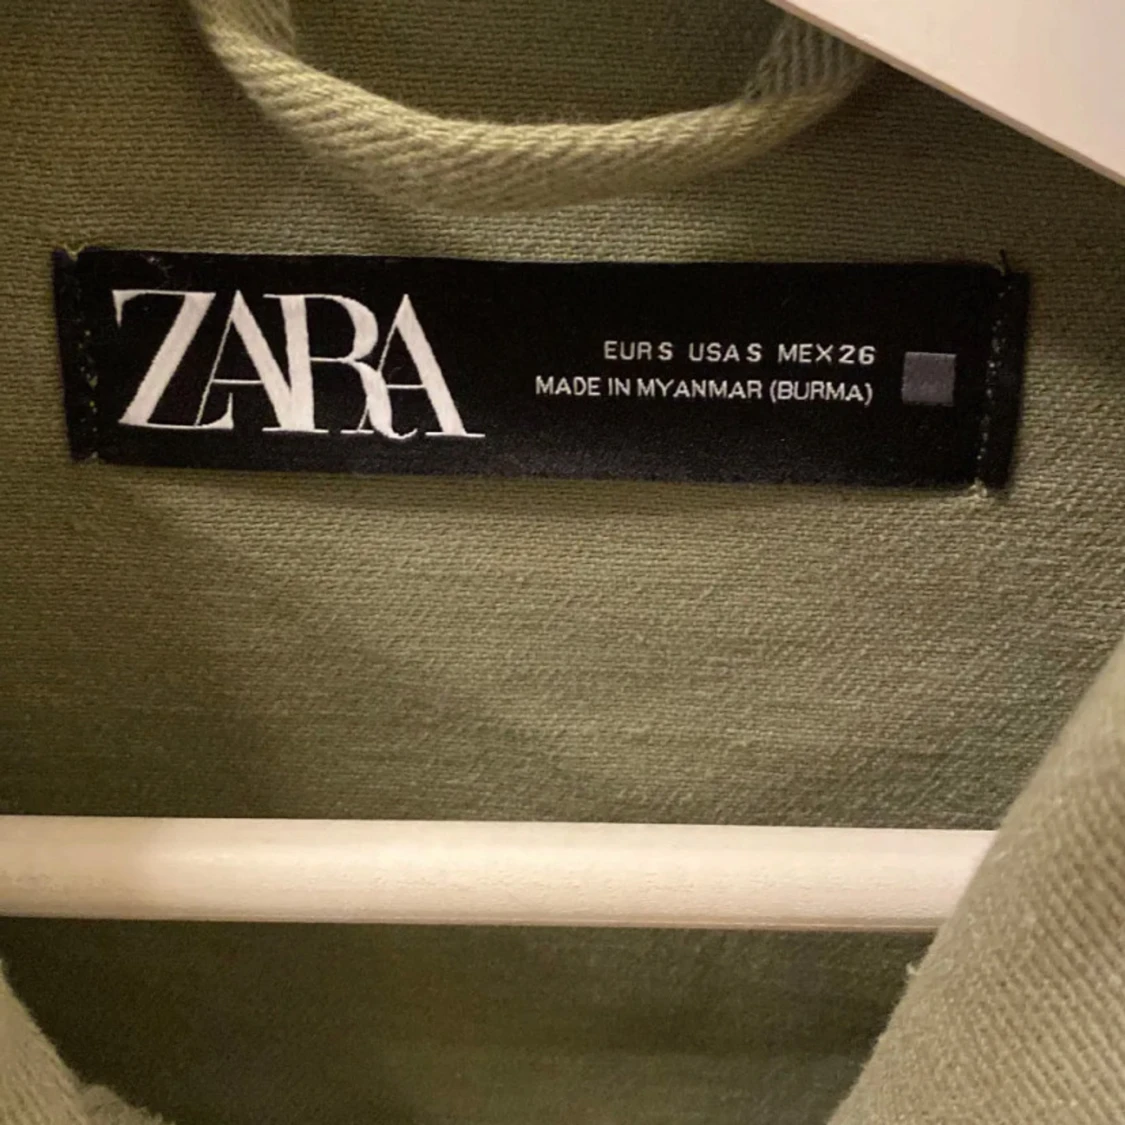 ZARA
EUR S USA S MEX 26
MADE IN MYANMAR (BURMA)